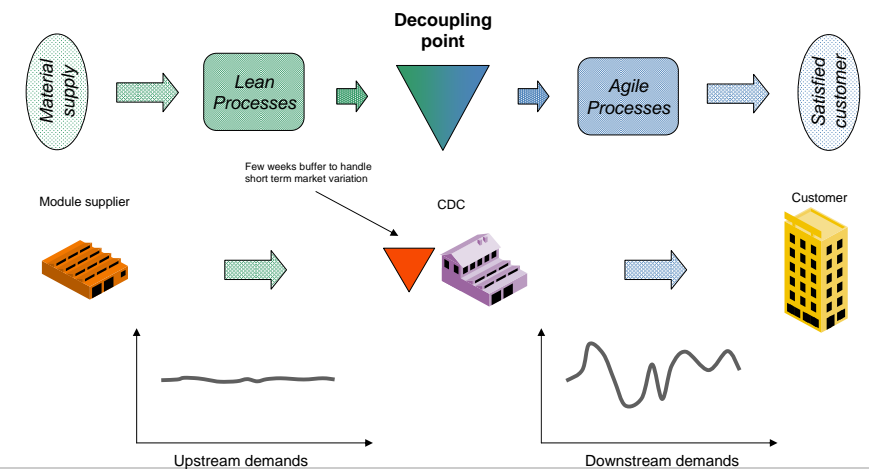 Decoupling
point
Material
supply
Lean
Processes
Agile
Processes
Satisfied
customer
Few weeks buffer to handle
short term market variation
Module supplier
CDC
Customer
Upstream demands
Downstream demands